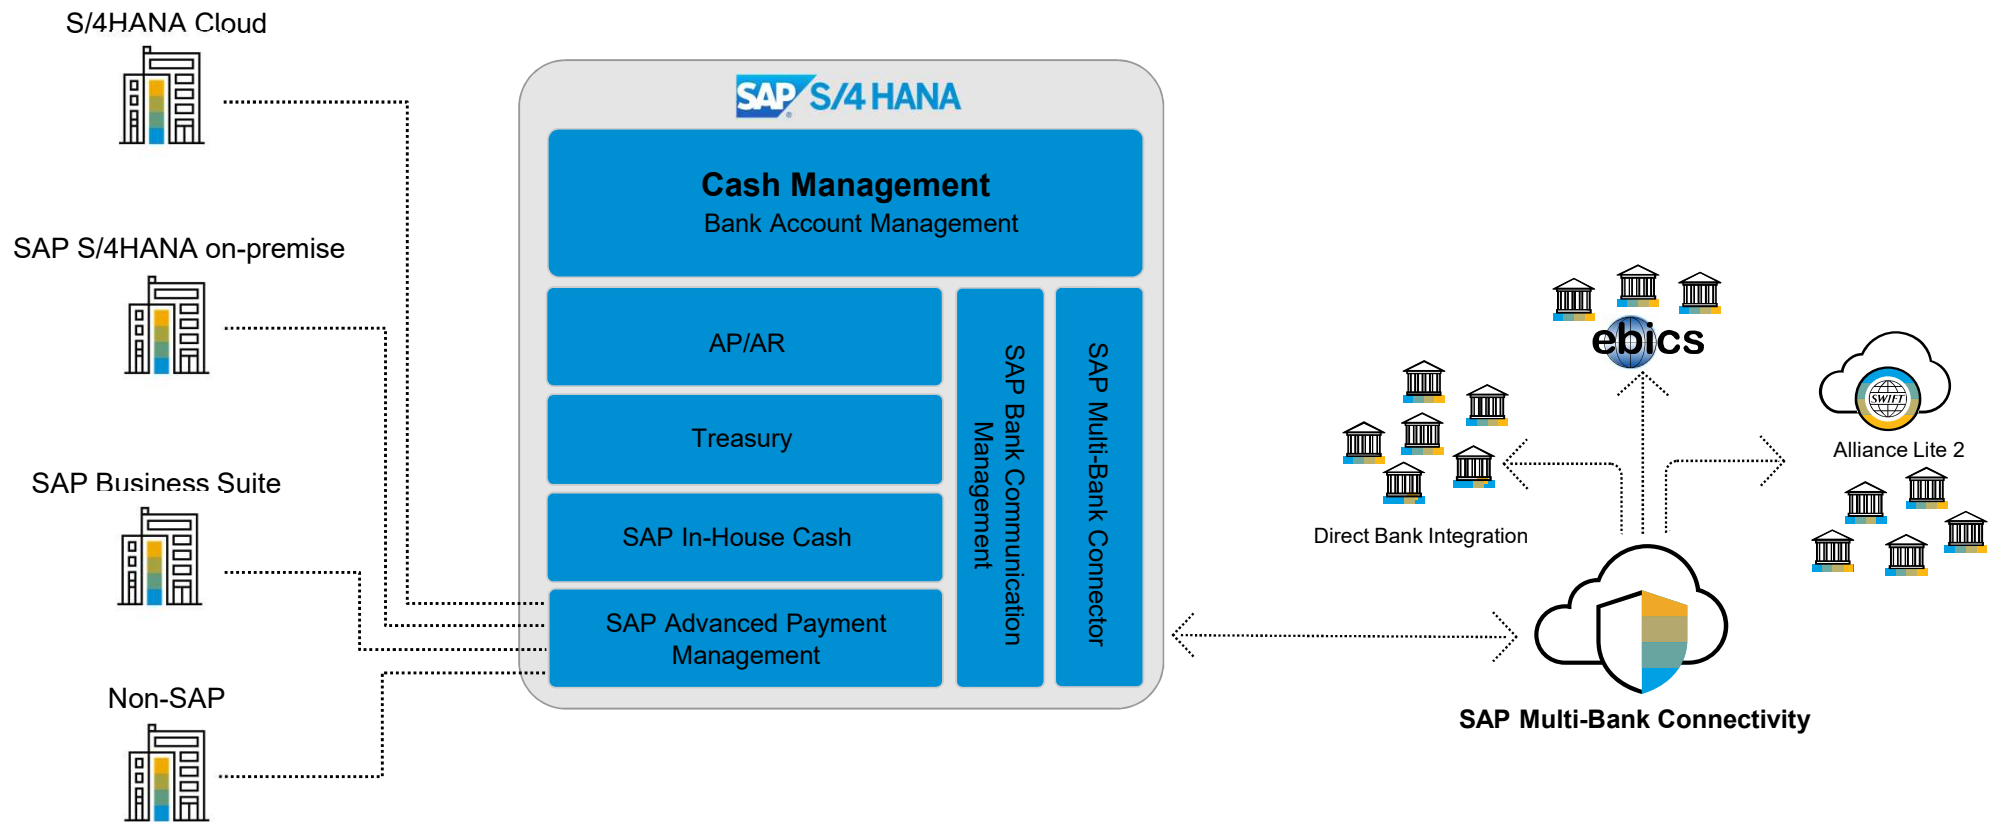 S/4HANA Cloud
SAP S/4HANA on-premise
SAP Business Suite
Non-SAP
SAP S/4 HANA
Cash Management
Bank Account Management
AP/AR
Treasury
SAP In-House Cash
SAP Advanced Payment
Management
SAP Bank Communication
Management
SAP Multi-Bank Connector
ebics
SWIFT
Alliance Lite 2
Direct Bank Integration
SAP Multi-Bank Connectivity